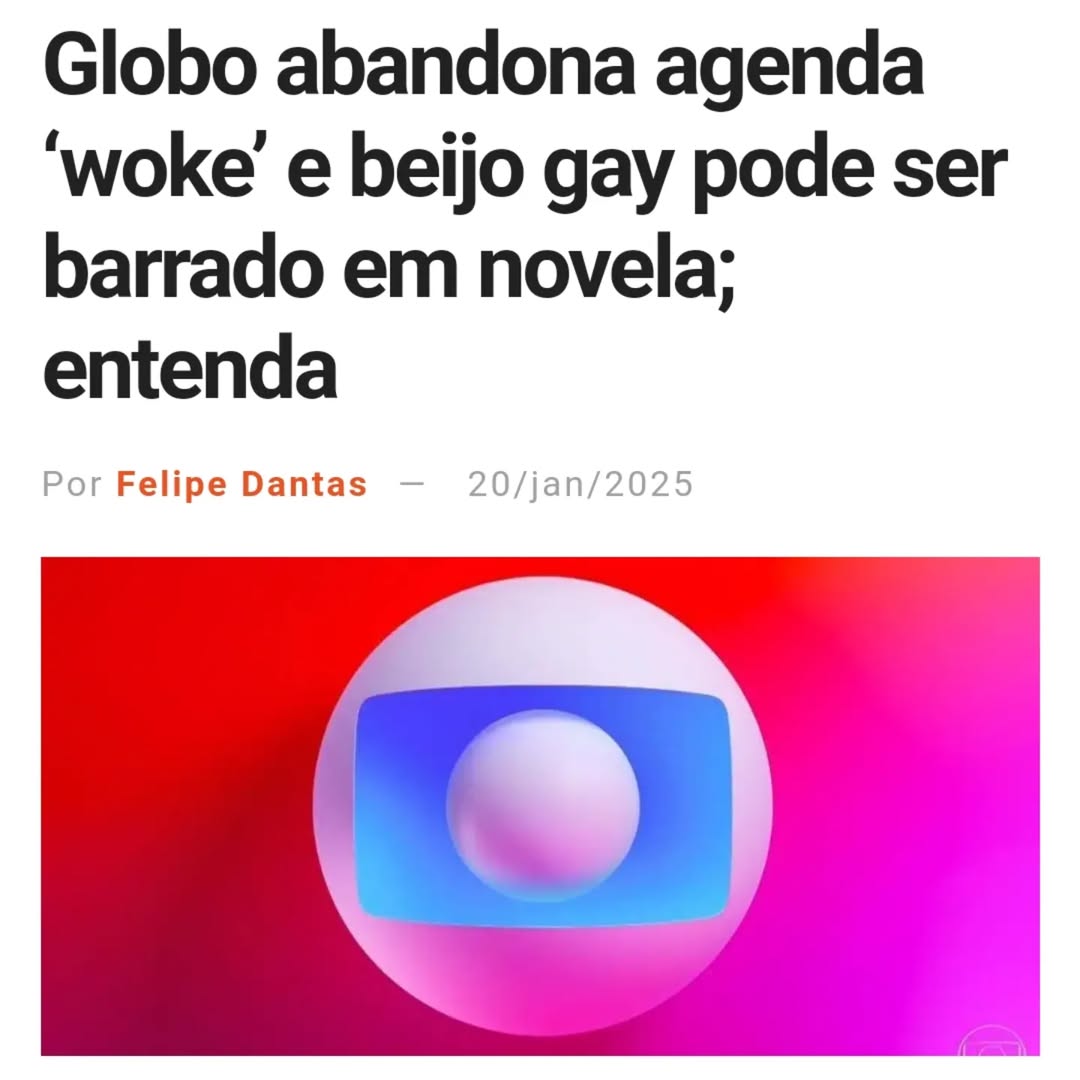 Globo abandona agenda
‘woke’ e beijo gay pode ser
barrado em novela;
entenda
Por Felipe Dantas — 20/jan/2025